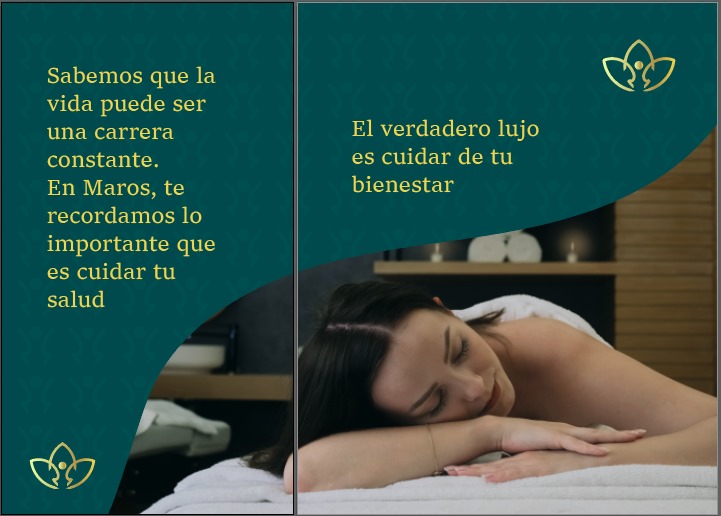 Sabemos que la
vida puede ser
una carrera
constante.
En Maros, te
recordamos lo
importante que
es cuidar tu
salud
El verdadero lujo
es cuidar de tu
bienestar